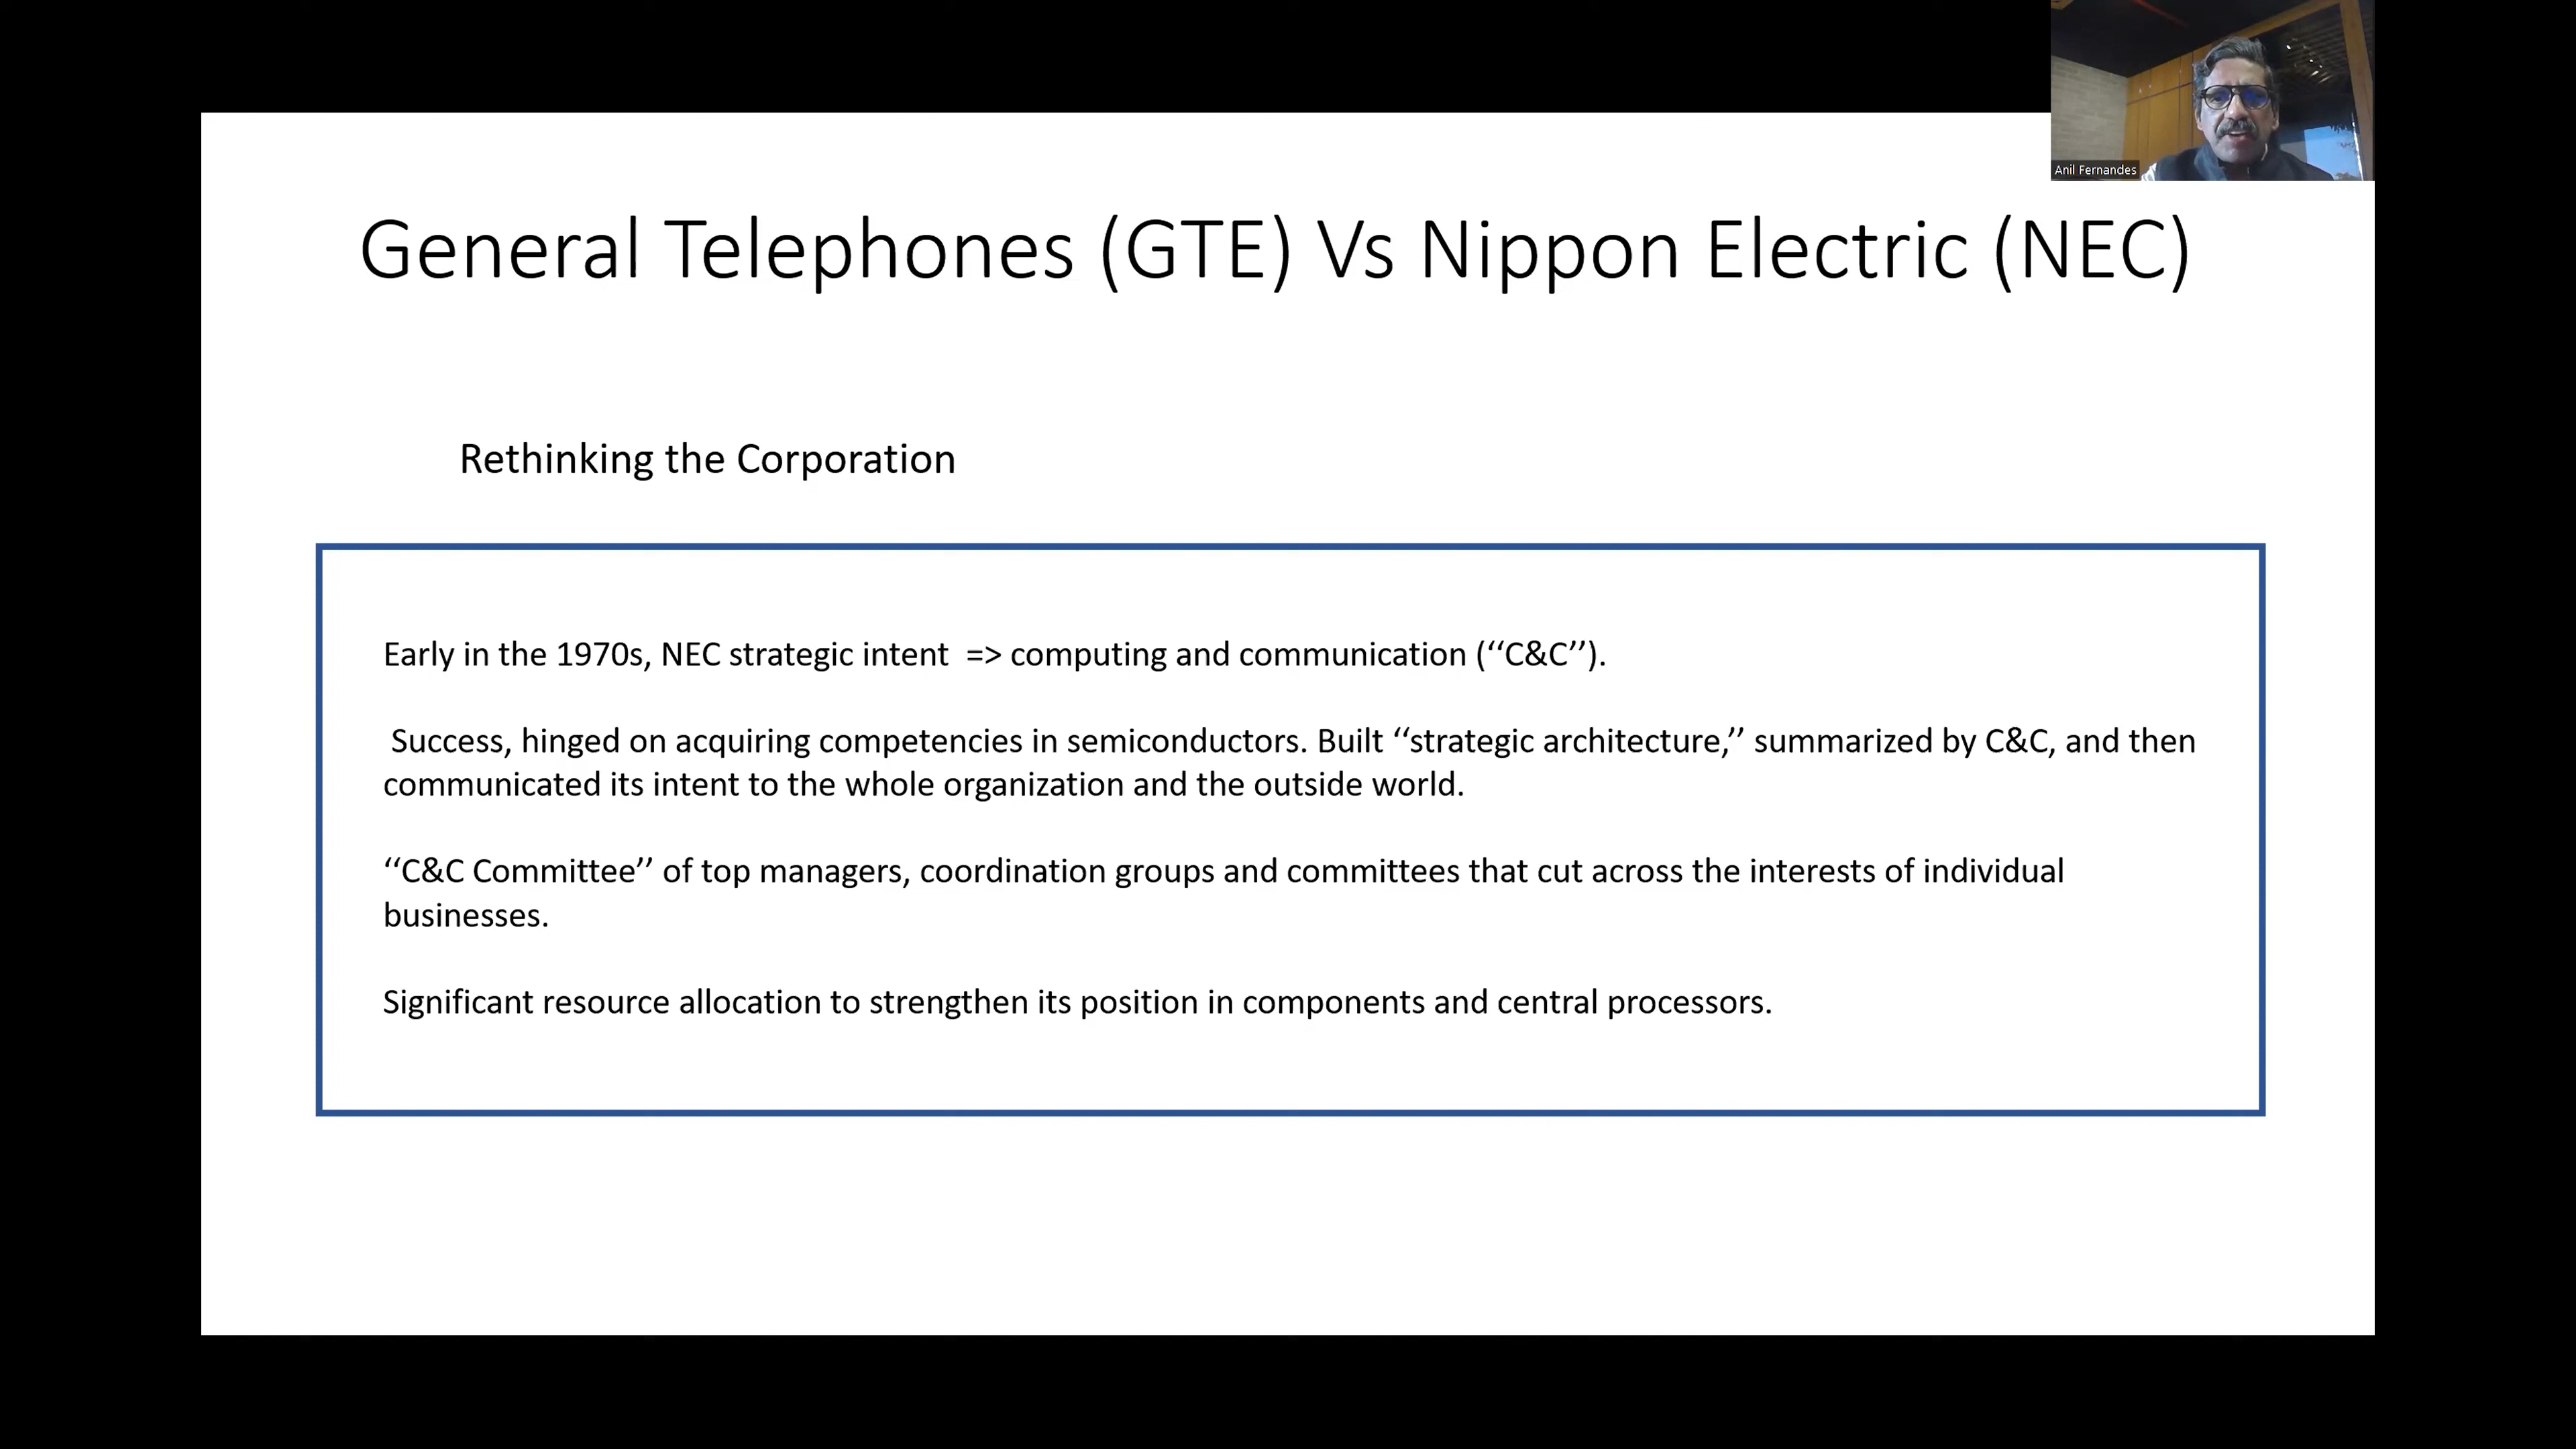 Anil Fernandes
General Telephones (GTE) Vs Nippon Electric (NEC)
Rethinking the Corporation
Early in the 1970s, NEC strategic intent  => computing and communication (‘‘C&C’’).
Success, hinged on acquiring competencies in semiconductors. Built ‘‘strategic architecture,’’ summarized by C&C, and then
communicated its intent to the whole organization and the outside world.
‘‘C&C Committee’’ of top managers, coordination groups and committees that cut across the interests of individual
businesses.
Significant resource allocation to strengthen its position in components and central processors.